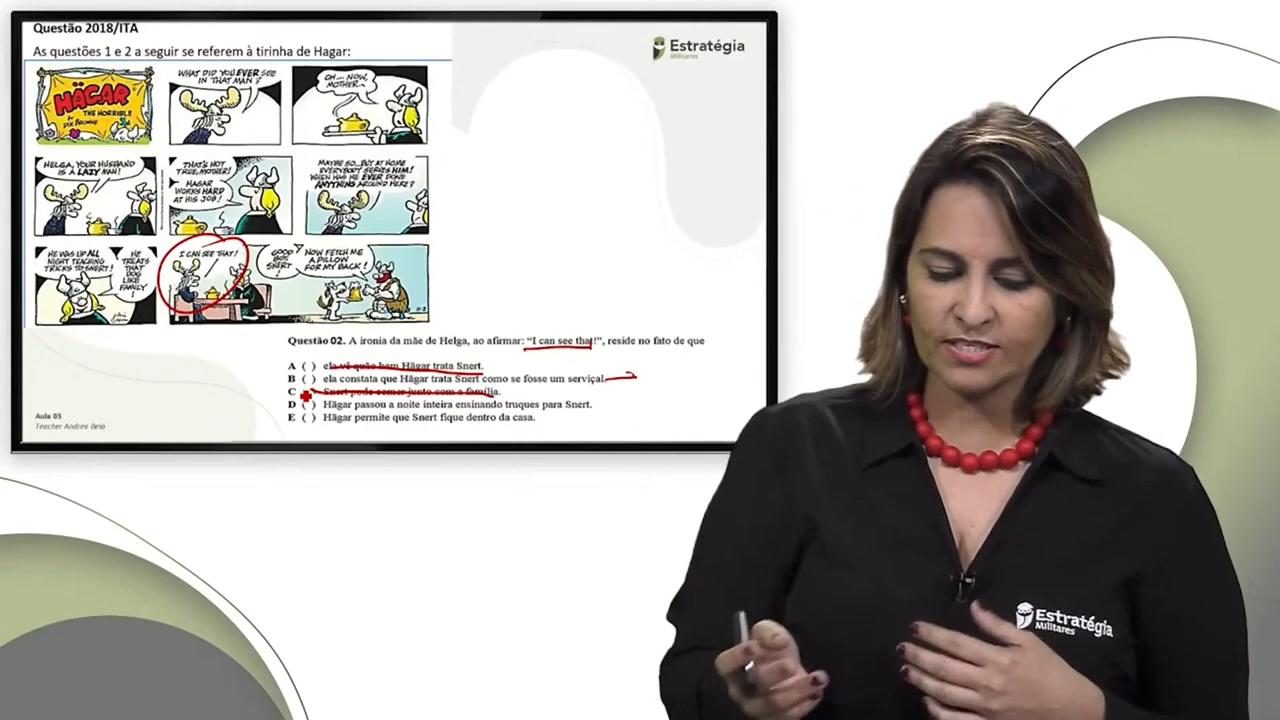 Questão 2018/ITA
As questões 1 e 2 a seguir se referem à tirinha de Hagar:
Estratégia
Militares
HÄGAR
THE HORRIBLE
BY
DIK BROWNE
WHAT DID YOU EVER SEE
IN THAT MAN?
OH... NOW,
MOTHER...
HELGA, YOUR HUSBAND
IS A LAZY MAN!
THAT'S NOT
TRUE, MOTHER!
HAGAR
WORKS HARD
AT HIS JOB!
MAYBE SO... BUT AT HOME
EVERYBODY SERVES HIM!
WHEN HAS HE EVER DONE
ANYTHING AROUND HERE?
HE WAS UP ALL
NIGHT TEACHING
TRICKS TO SNERT!
HE
TREATS
THAT
DOG
LIKE
FAMILY!
I CAN SEE THAT!
GOOD
BOY,
SNERT
!
NOW FETCH ME
A PILLOW
FOR MY BACK!
Questão 02. A ironia da mãe de Helga, ao afirmar: “I can see that!”, reside no fato de que
A ( ) ela vê quão bem Hägar trata Snert.
B ( ) ela constata que Hägar trata Snert como se fosse um serviçal.
C ( ) Snert pode comer junto com a família.
D ( ) Hägar passou a noite inteira ensinando truques para Snert.
E ( ) Hägar permite que Snert fique dentro da casa.
Aula 03
Teacher Andrea Belo
Estratégia
Militares